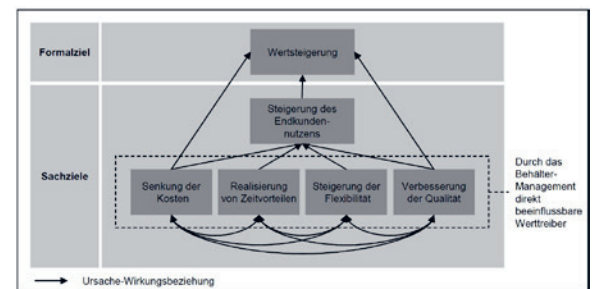 Formalziel
Wertsteigerung
Steigerung des
Endkunden-
nutzens
Sachziele
Senkung der
Kosten
Realisierung
von Zeitvorteilen
Steigerung der
Flexibilität
Verbesserung
der Qualität
Durch das
Behälter-
Management
direkt
beeinflussbare
Werttreiber
Ursache-Wirkungsbeziehung